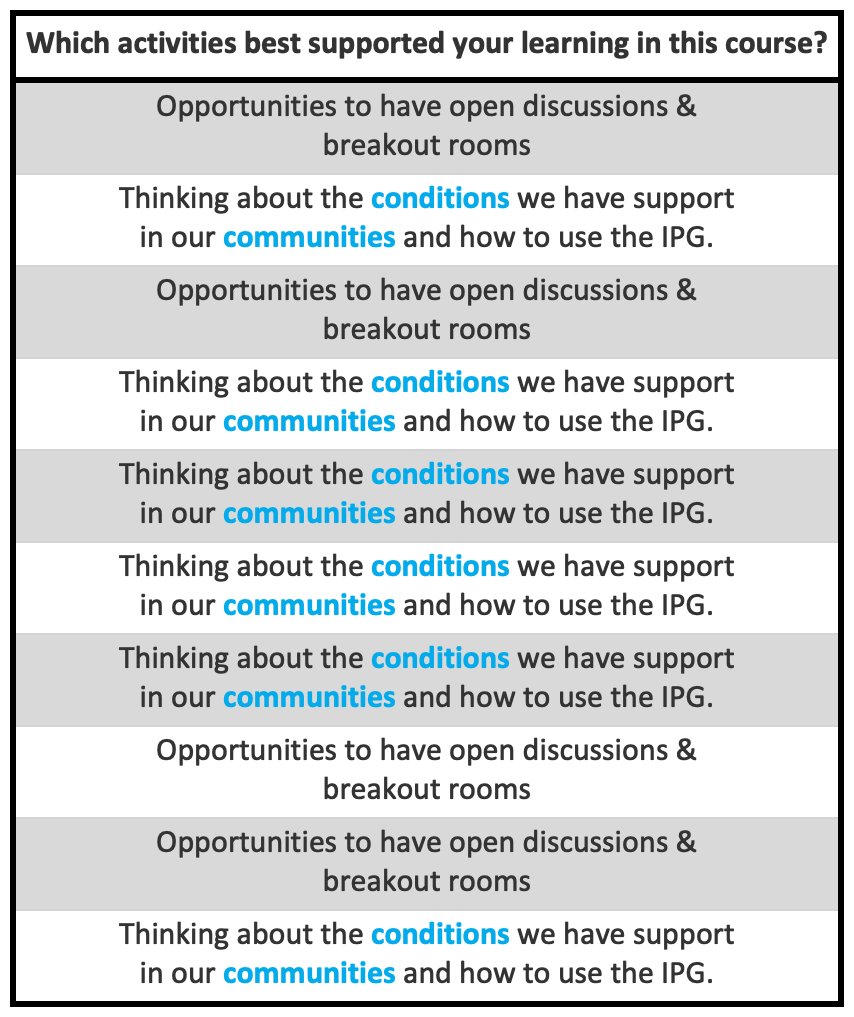 Which activities best supported your learning in this course?
Opportunities to have open discussions &
breakout rooms
Thinking about the conditions we have support
in our communities and how to use the IPG.
Opportunities to have open discussions &
breakout rooms
Thinking about the conditions we have support
in our communities and how to use the IPG.
Thinking about the conditions we have support
in our communities and how to use the IPG.
Thinking about the conditions we have support
in our communities and how to use the IPG.
Thinking about the conditions we have support
in our communities and how to use the IPG.
Opportunities to have open discussions &
breakout rooms
Opportunities to have open discussions &
breakout rooms
Thinking about the conditions we have support
in our communities and how to use the IPG.